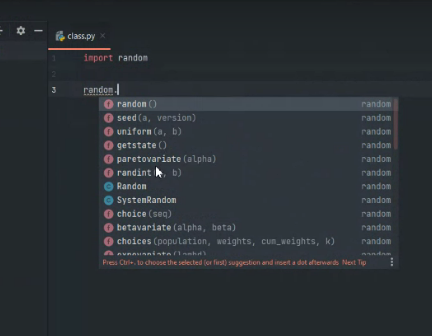 class.py
1 import random
2
3 random.
random() random
seed(a, version) random
uniform(a, b) random
getstate() random
paretovariate(alpha) random
randint(a, b) random
Random random
SystemRandom random
choice(seq) random
betavariate(alpha, beta) random
choices(population, weights, cum_weights, k) random
expovariate(lambd) random
Press Ctrl+. to choose the selected (or first) suggestion and insert a dot afterwards Next Tip